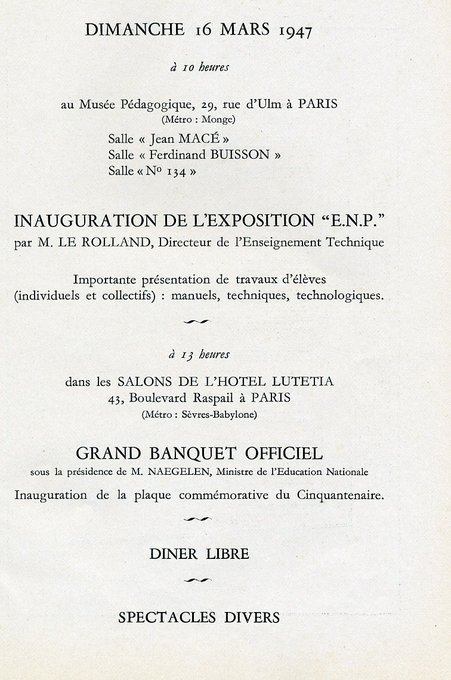 DIMANCHE 16 MARS 1947
à 10 heures
au Musée Pédagogique, 29, rue d'Ulm à PARIS
(Métro : Monge)
Salle « Jean MACÉ »
Salle « Ferdinand BUISSON »
Salle « Nº 134 »
INAUGURATION DE L'EXPOSITION "E.N.P."
par M. LE ROLLAND, Directeur de l'Enseignement Technique
Importante présentation de travaux d'élèves
(individuels et collectifs) : manuels, techniques, technologiques.
à 13 heures
dans les SALONS DE L'HOTEL LUTETIA
43, Boulevard Raspail à PARIS
(Métro : Sèvres-Babylone)
GRAND BANQUET OFFICIEL
sous la présidence de M. NAEGELEN, Ministre de l'Education Nationale
Inauguration de la plaque commémorative du Cinquantenaire.
DINER LIBRE
SPECTACLES DIVERS